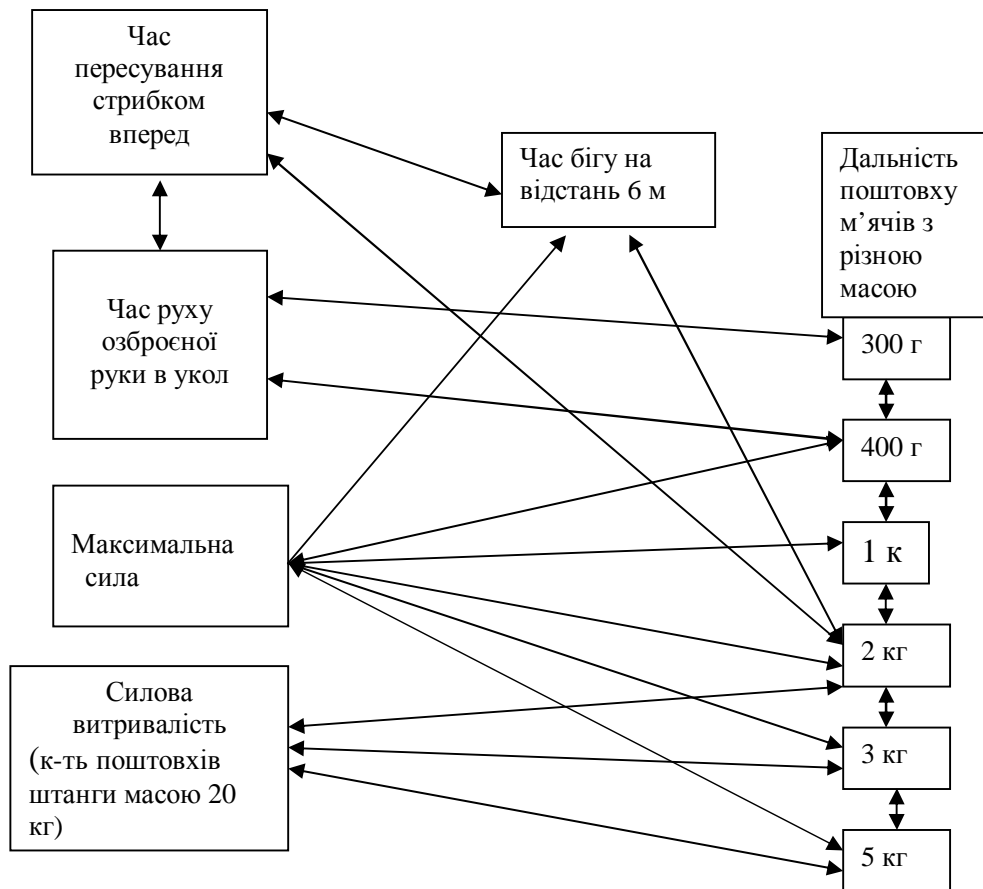 Час
пересування
стрибком
вперед
Час бігу на
відстань 6 м
Дальність
поштовху
м’ячів з
різною
масою
Час руху
озброєної
руки в укол
300 г
400 г
Максимальна
сила
1 к
2 кг
Силова
витривалість
(к-ть поштовхів
штанги масою 20
кг)
3 кг
5 кг